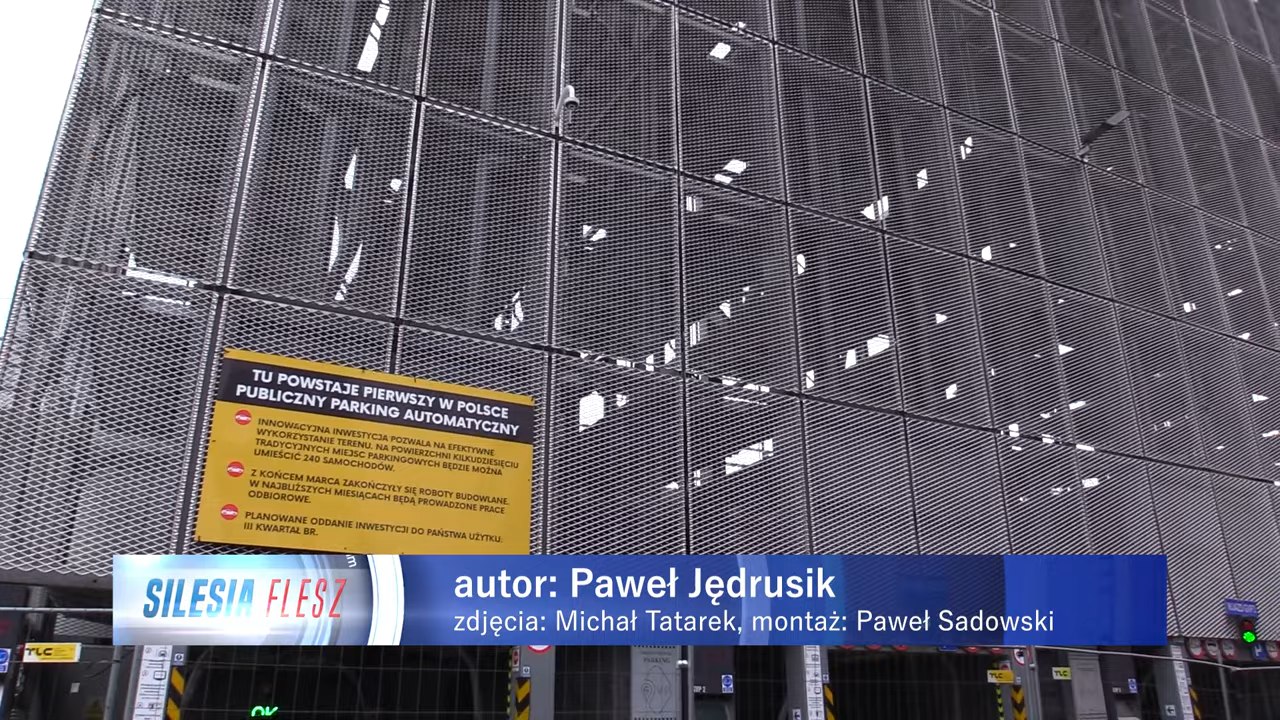 TU POWSTAJE PIERWSZY W POLSCE
PUBLICZNY PARKING AUTOMATYCZNY
INNOWACYJNA INWESTYCJA POZWALA NA EFEKTYWNE
WYKORZYSTANIE TERENU. NA POWIERZCHNI KILKUDZIESIĘCIU
TRADYCYJNYCH MIEJSC PARKINGOWYCH BĘDZIE MOŻNA
UMIEŚCIĆ 240 SAMOCHODÓW.
Z KOŃCEM MARCA ZAKOŃCZYŁY SIĘ ROBOTY BUDOWLANE.
W NAJBLIŻSZYCH MIESIĄCACH BĘDĄ PROWADZONE PRACE
ODBIOROWE.
PLANOWANE ODDANIE INWESTYCJI DO PAŃSTWA UŻYTKU:
III KWARTAŁ BR.
SILESIA FLESZ
autor: Paweł Jędrusik
zdjęcia: Michał Tatarek, montaż: Paweł Sadowski
TLC
PARKING
TLC
TLC
OK